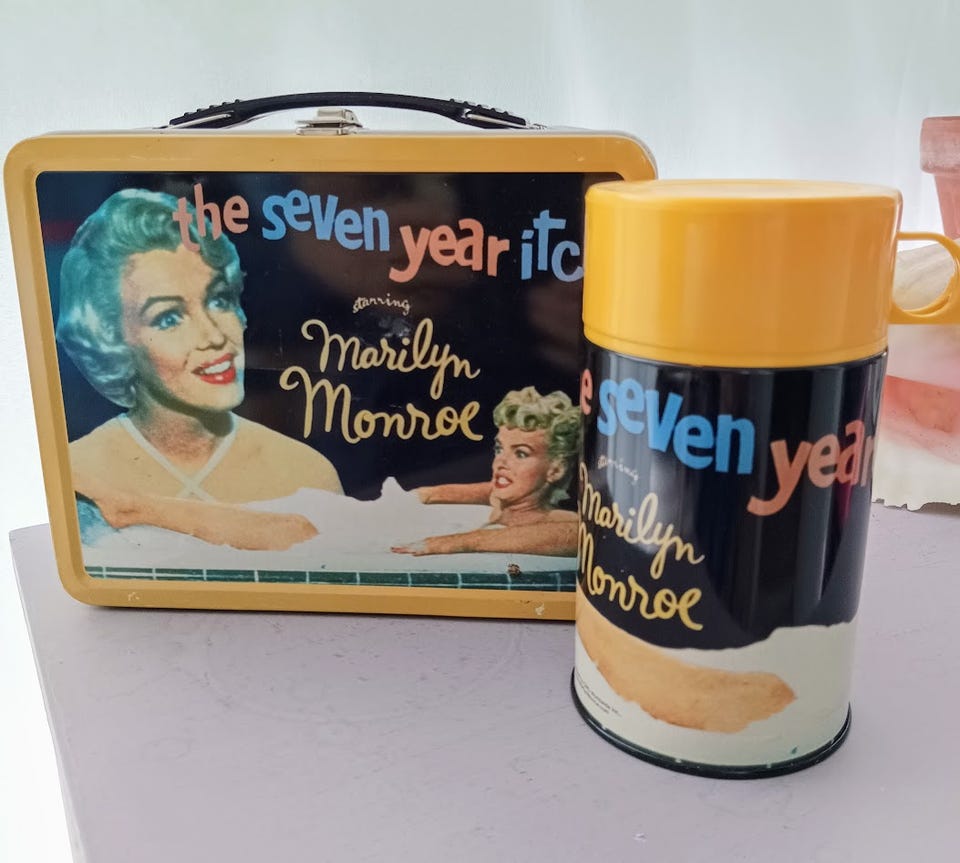 the seven year itc
starring
Marilyn
Monroe
e seven year
starring
Marilyn
Monroe